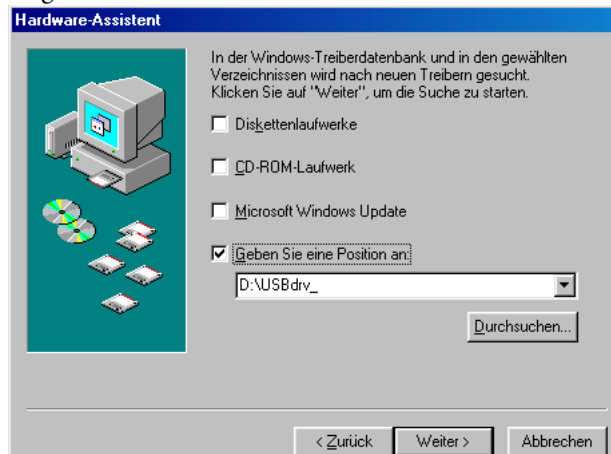 Hardware-Assistent
In der Windows-Treiberdatenbank und in den gewählten
Verzeichnissen wird nach neuen Treibern gesucht.
Klicken Sie auf "Weiter", um die Suche zu starten.
Diskettenlaufwerke
CD-ROM-Laufwerk
Microsoft Windows Update
Geben Sie eine Position an:
D:\USBdrv_
Durchsuchen...
< Zurück Weiter > Abbrechen